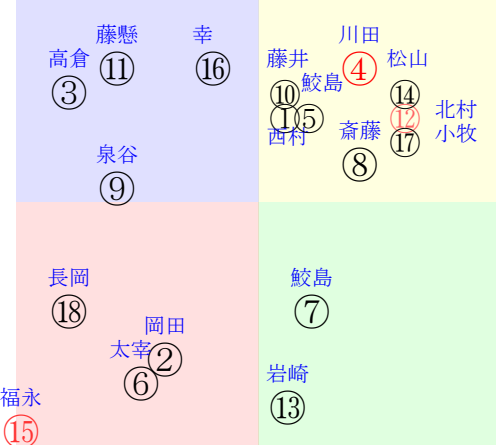 藤懸
幸
川田
高倉
⑪
⑯
藤井
④
松山
③
⑩
鮫島
⑭
①
⑤
⑫
北村
西村
斎藤
⑰
小牧
泉谷
⑧
⑨
長岡
鮫島
⑱
⑦
岡田
太宰
②
岩崎
⑥
福永
⑬
⑮